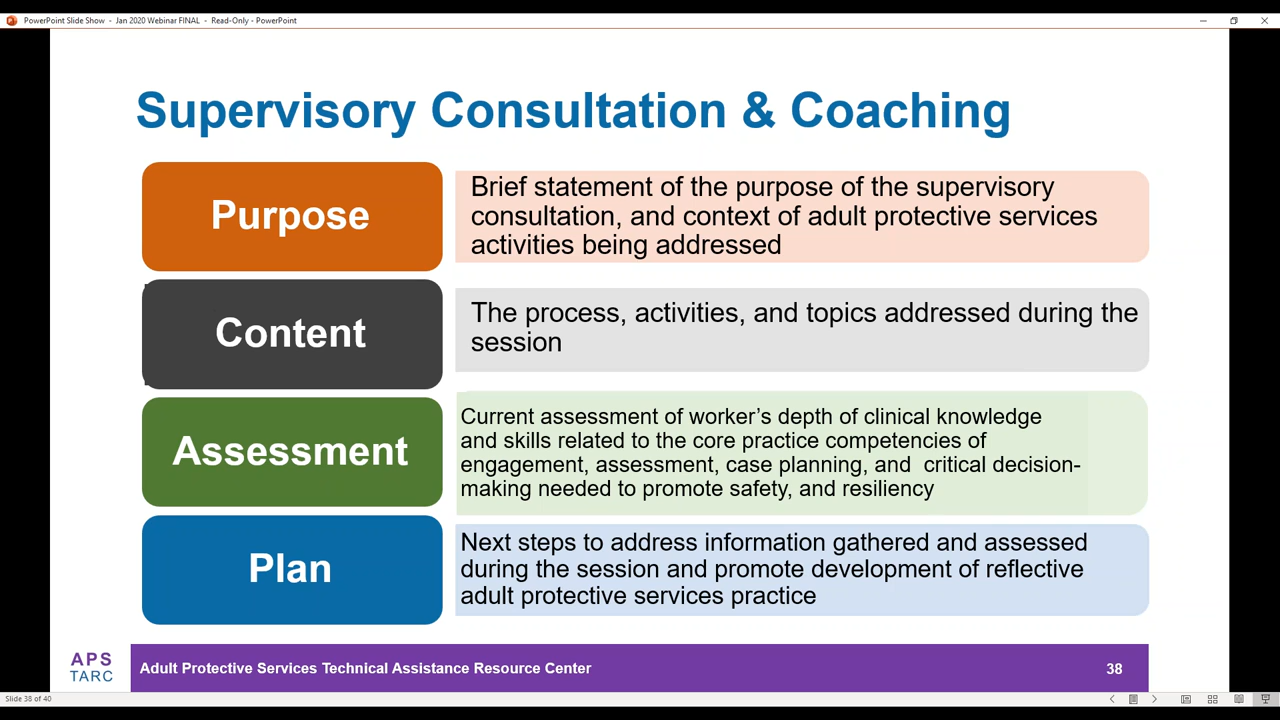 PowerPoint Slide Show - Jan 2020 Webinar FINAL - Read-Only - PowerPoint
Supervisory Consultation & Coaching
Purpose
Brief statement of the purpose of the supervisory
consultation, and context of adult protective services
activities being addressed
Content
The process, activities, and topics addressed during the
session
Assessment
Current assessment of worker’s depth of clinical knowledge
and skills related to the core practice competencies of
engagement, assessment, case planning, and critical decision-
making needed to promote safety, and resiliency
Plan
Next steps to address information gathered and assessed
during the session and promote development of reflective
adult protective services practice
APS
TARC
Adult Protective Services Technical Assistance Resource Center
38
Slide 38 of 40